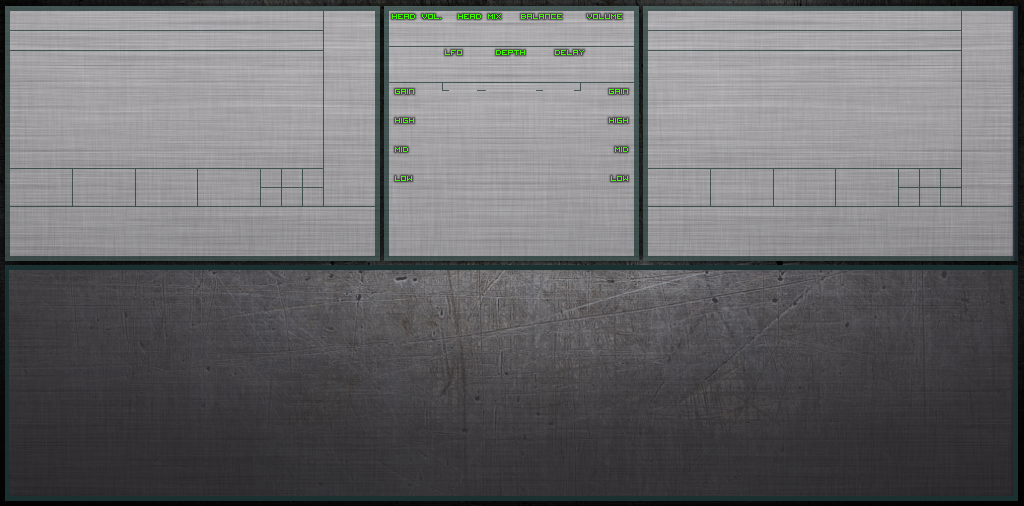 HEAD VOL. HEAD MIX BALANCE VOLUME
LFO DEPTH DELAY
GAIN GAIN
HIGH HIGH
MID MID
LOW LOW